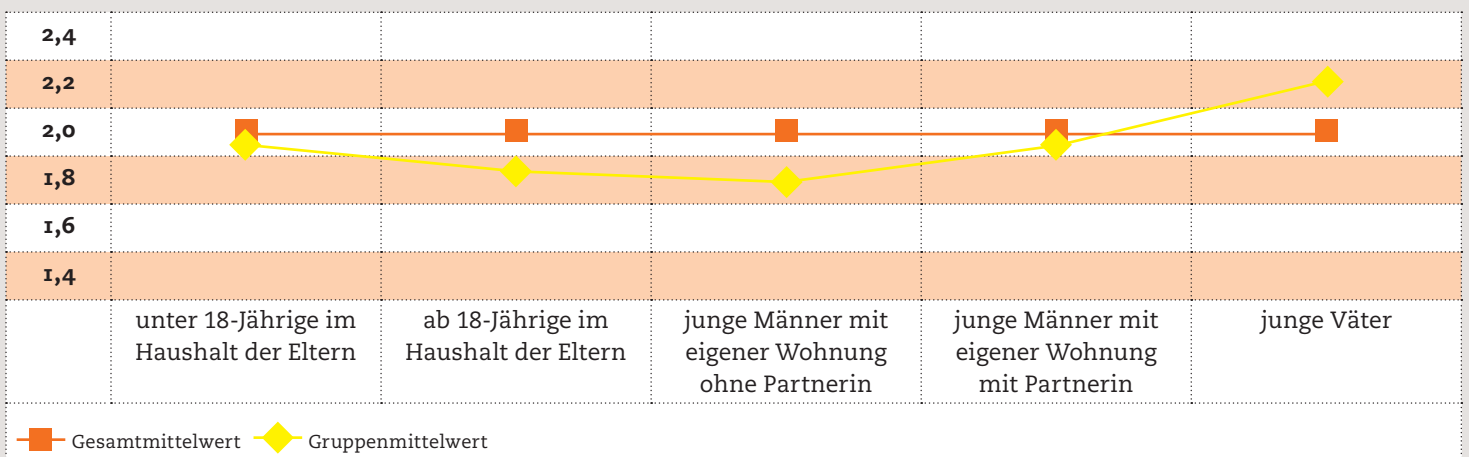 2,4
2,2
2,0
1,8
1,6
1,4
unter 18-Jährige im
Haushalt der Eltern
ab 18-Jährige im
Haushalt der Eltern
junge Männer mit
eigener Wohnung
ohne Partnerin
junge Männer mit
eigener Wohnung
mit Partnerin
junge Väter
Gesamtmittelwert Gruppenmittelwert